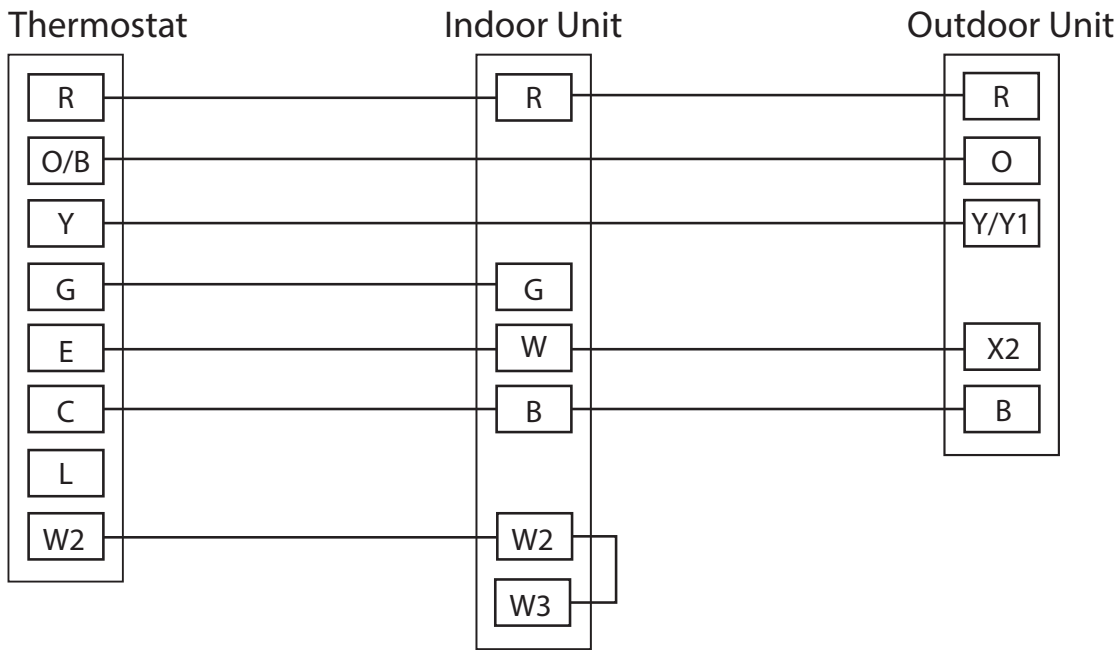 Thermostat Indoor Unit Outdoor Unit
R R R
O/B O
Y Y/Y1
G G
E W X2
C B B
L
W2 W2
W3